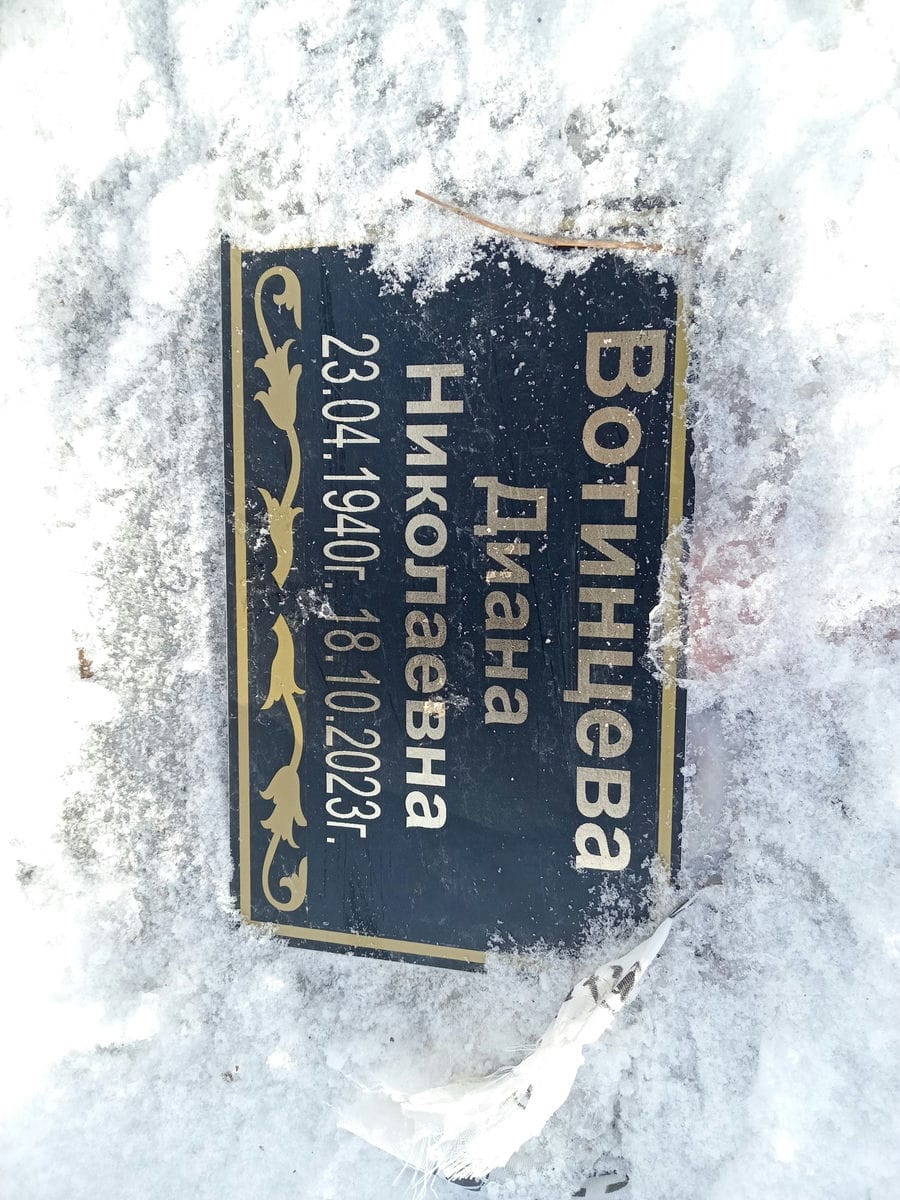 Вотинцева
Диана
Николаевна
23.04.1940г. 18.10.2023г.